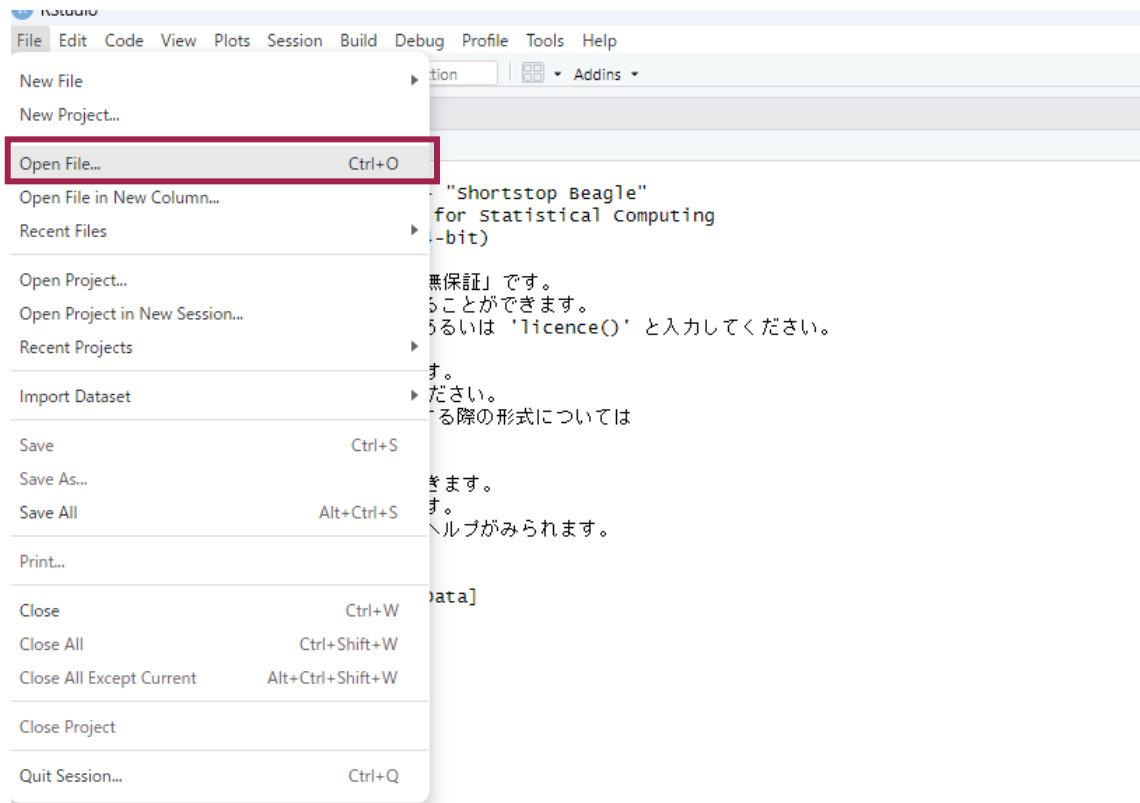 RStudio
File Edit Code View Plots Session Build Debug Profile Tools Help
tion Addins
New File
New Project...
Open File... Ctrl+O
Open File in New Column...
Recent Files
Open Project...
Open Project in New Session...
Recent Projects
Import Dataset
Save Ctrl+S
Save As...
Save All Alt+Ctrl+S
Print...
Close Ctrl+W
Close All Ctrl+Shift+W
Close All Except Current Alt+Ctrl+Shift+W
Close Project
Quit Session... Ctrl+Q
"Shortstop Beagle"
for Statistical Computing
-bit)
無保証」です。
ことができます。
あるいは 'licence()' と入力してください。
す。
ださい。
する際の形式については
きます。
す。
ヘルプがみられます。
Data]